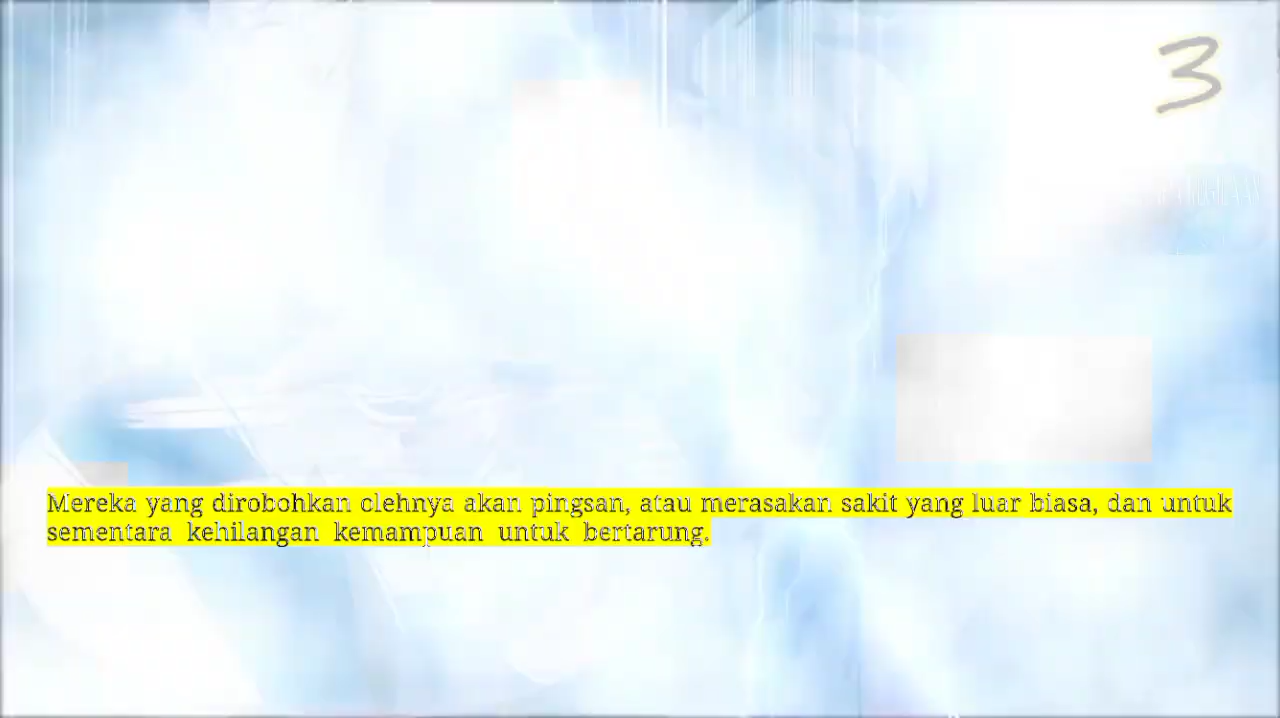 3
Mereka yang dirobohkan olehnya akan pingsan, atau merasakan sakit yang luar biasa, dan untuk
sementara kehilangan kemampuan untuk bertarung.